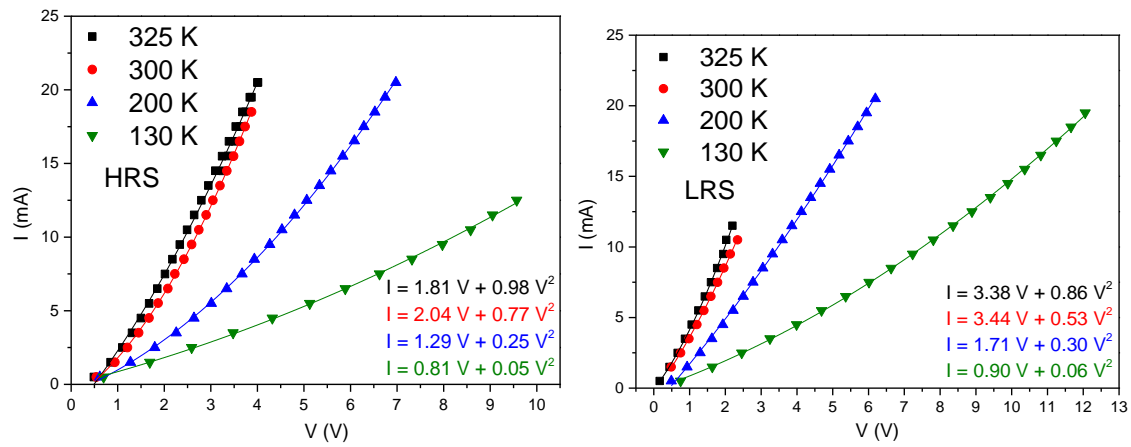 25
20
15
10
5
0
I (mA)
325 K
300 K
200 K
130 K
HRS
I = 1.81 V + 0.98 V²
I = 2.04 V + 0.77 V²
I = 1.29 V + 0.25 V²
I = 0.81 V + 0.05 V²
0 1 2 3 4 5 6 7 8 9 10
V (V)
25
20
15
10
5
0
I (mA)
325 K
300 K
200 K
130 K
LRS
I = 3.38 V + 0.86 V²
I = 3.44 V + 0.53 V²
I = 1.71 V + 0.30 V²
I = 0.90 V + 0.06 V²
0 1 2 3 4 5 6 7 8 9 10 11 12 13
V (V)